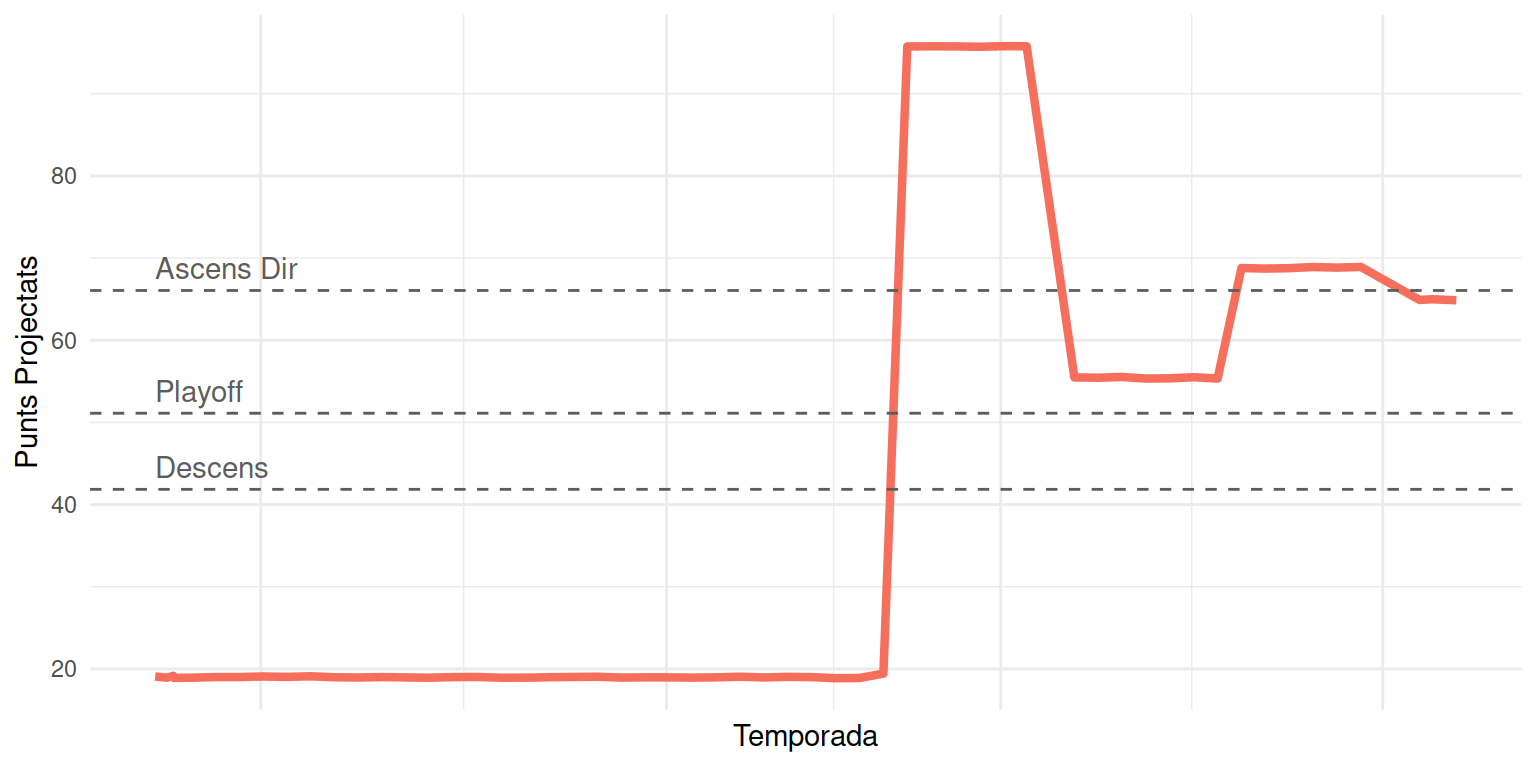 80
60
40
20
Punts Projectats
Ascens Dir
Playoff
Descens
Temporada